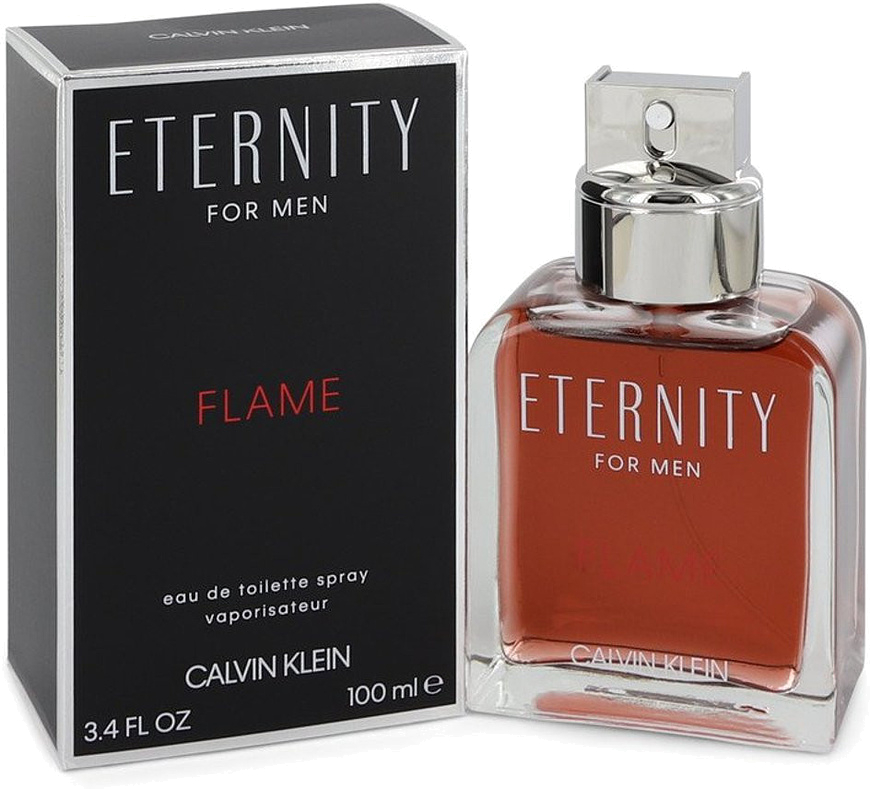 CALVIN KLEIN
ETERNITY
FOR MEN
FLAME
eau de toilette spray
vaporisateur
CALVIN KLEIN
100 ml ℮
3.4 FL OZ
ETERNITY
FOR MEN
FLAME
CALVIN KLEIN